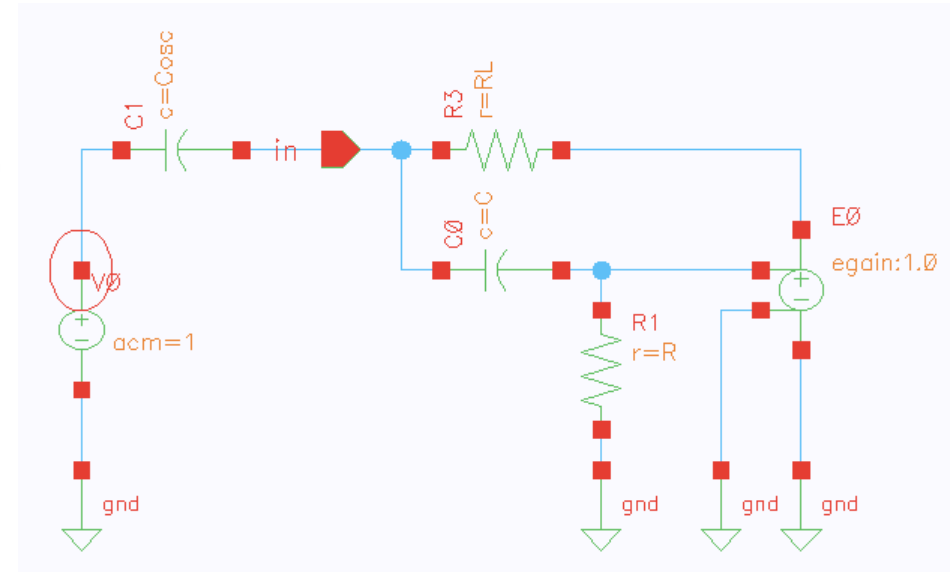 C1
c=Cosc
in
R3
r=RL
C0
c=C
V0
acm=1
R1
r=R
E0
egain:1.0
gnd
gnd
gnd
gnd